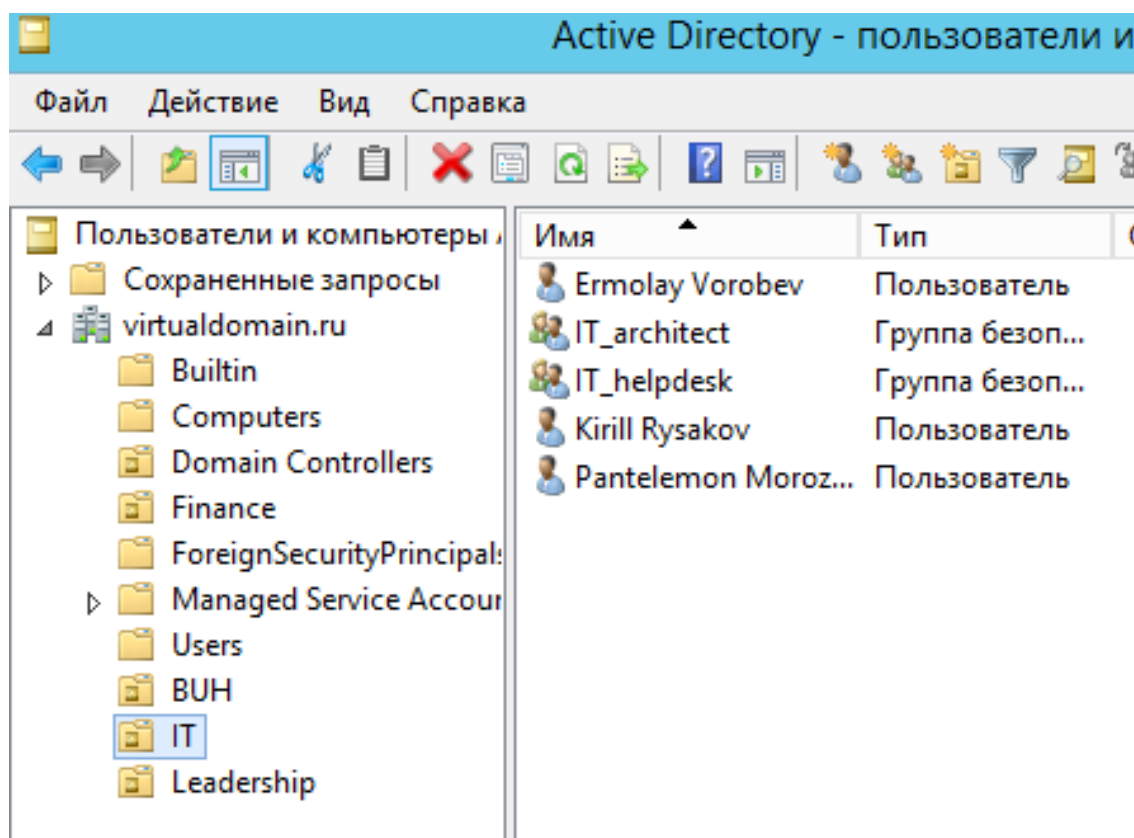 Active Directory - пользователи и
Файл Действие Вид Справка
Пользователи и компьютеры
Сохраненные запросы
virtualdomain.ru
Builtin
Computers
Domain Controllers
Finance
ForeignSecurityPrincipals
Managed Service Accoun
Users
BUH
IT
Leadership
Имя Тип
Ermolay Vorobev Пользователь
IT_architect Группа безоп...
IT_helpdesk Группа безоп...
Kirill Rysakov Пользователь
Pantelemon Moroz... Пользователь